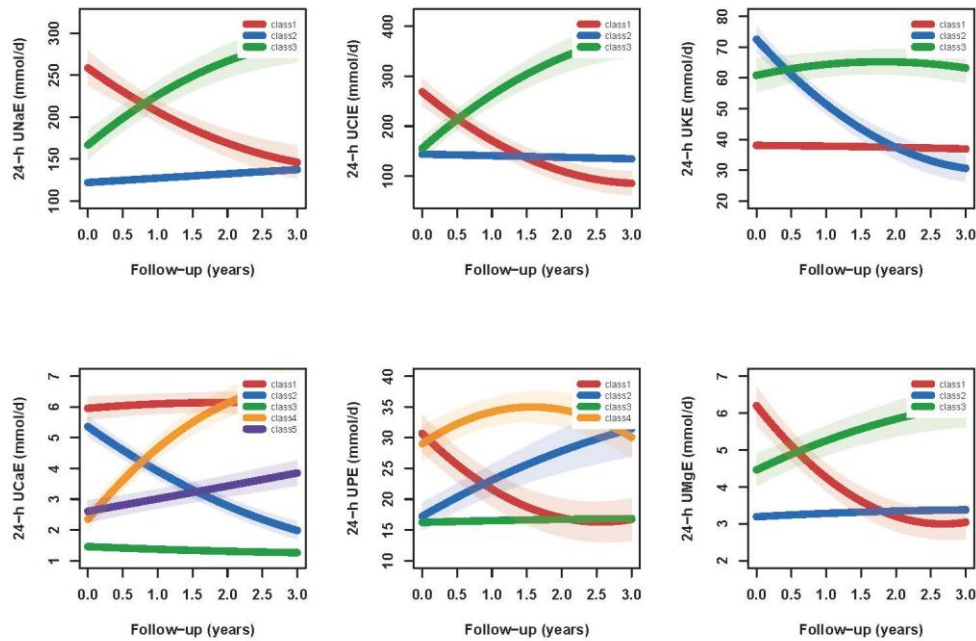 24-h UNaE (mmol/d)
300
250
200
150
100
class1
class2
class3
0.0 0.5 1.0 1.5 2.0 2.5 3.0
Follow-up (years)
24-h UClE (mmol/d)
400
300
200
100
class1
class2
class3
0.0 0.5 1.0 1.5 2.0 2.5 3.0
Follow-up (years)
24-h UKE (mmol/d)
80
70
60
50
40
30
20
class1
class2
class3
0.0 0.5 1.0 1.5 2.0 2.5 3.0
Follow-up (years)
24-h UCaE (mmol/d)
7
6
5
4
3
2
1
class1
class2
class3
class4
class5
0.0 0.5 1.0 1.5 2.0 2.5 3.0
Follow-up (years)
24-h UPE (mmol/d)
40
35
30
25
20
15
10
class1
class2
class3
class4
0.0 0.5 1.0 1.5 2.0 2.5 3.0
Follow-up (years)
24-h UMgE (mmol/d)
7
6
5
4
3
2
class1
class2
class3
0.0 0.5 1.0 1.5 2.0 2.5 3.0
Follow-up (years)